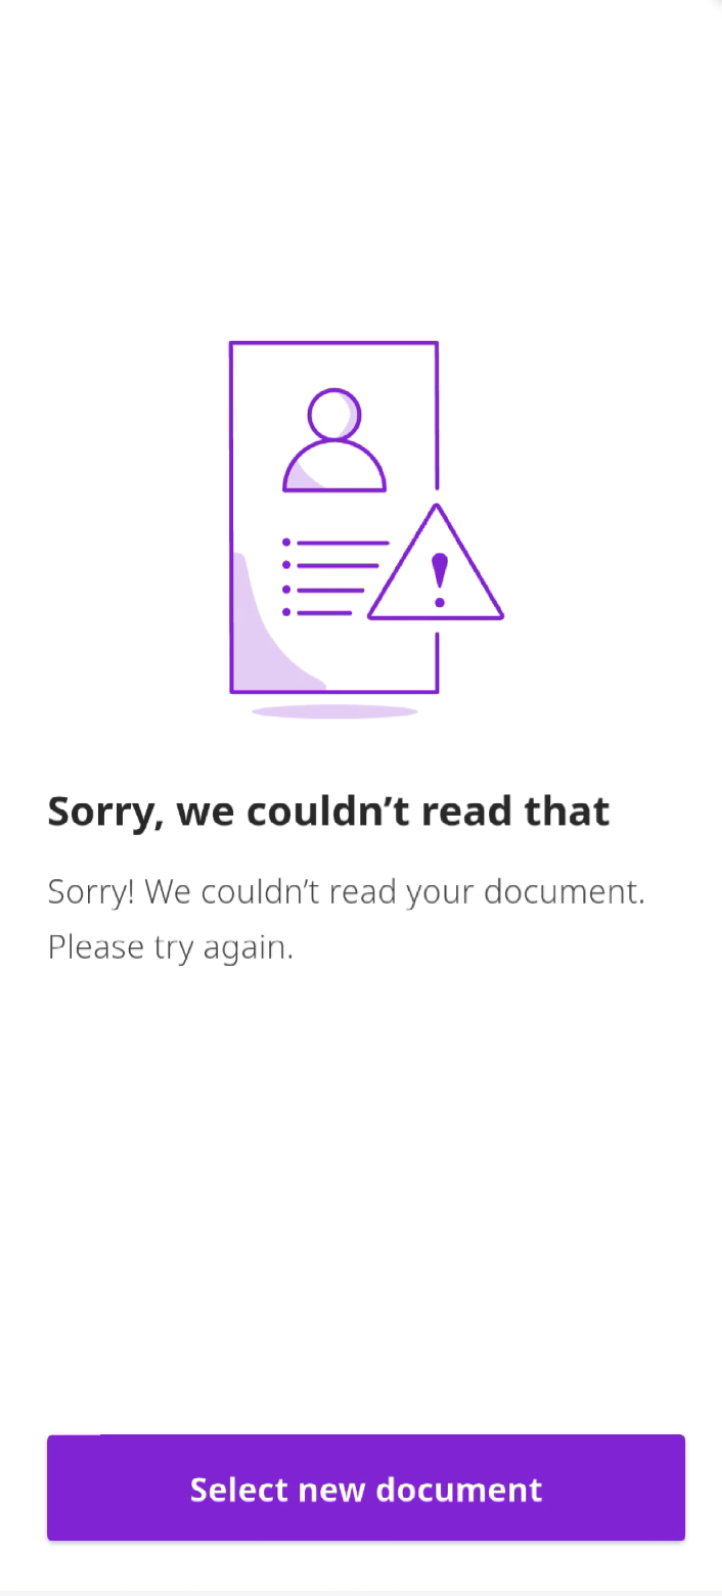 Sorry, we couldn’t read that
Sorry! We couldn’t read your document.
Please try again.
Select new document